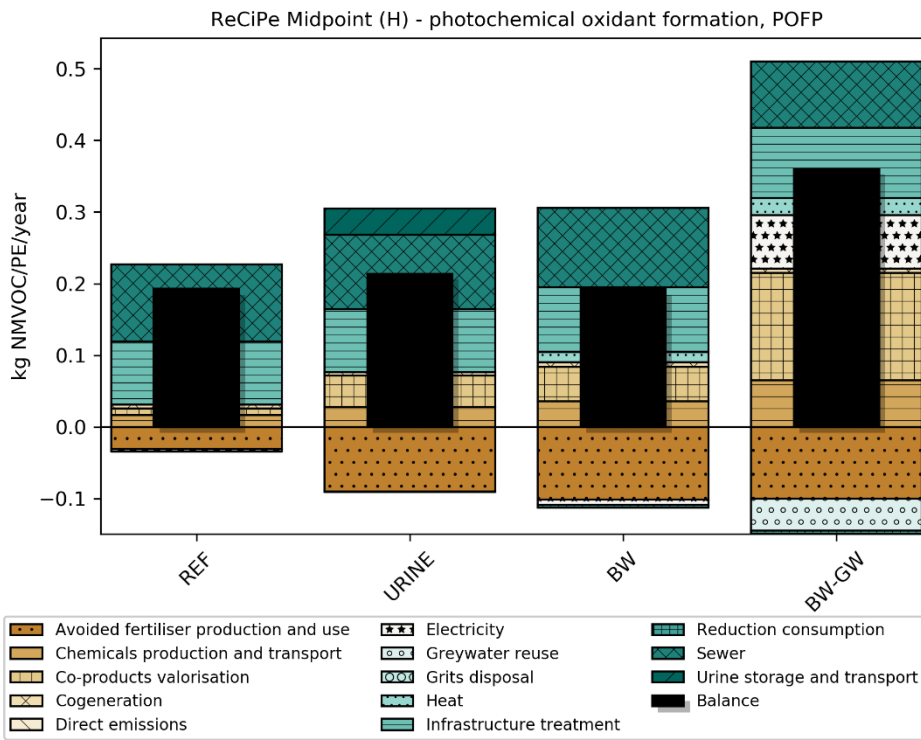 ReCiPe Midpoint (H) - photochemical oxidant formation, POFP
kg NMVOC/PE/year
0.5
0.4
0.3
0.2
0.1
0.0
−0.1
REF
URINE
BW
BW-GW
Avoided fertiliser production and use
Chemicals production and transport
Co-products valorisation
Cogeneration
Direct emissions
Electricity
Greywater reuse
Grits disposal
Heat
Infrastructure treatment
Reduction consumption
Sewer
Urine storage and transport
Balance